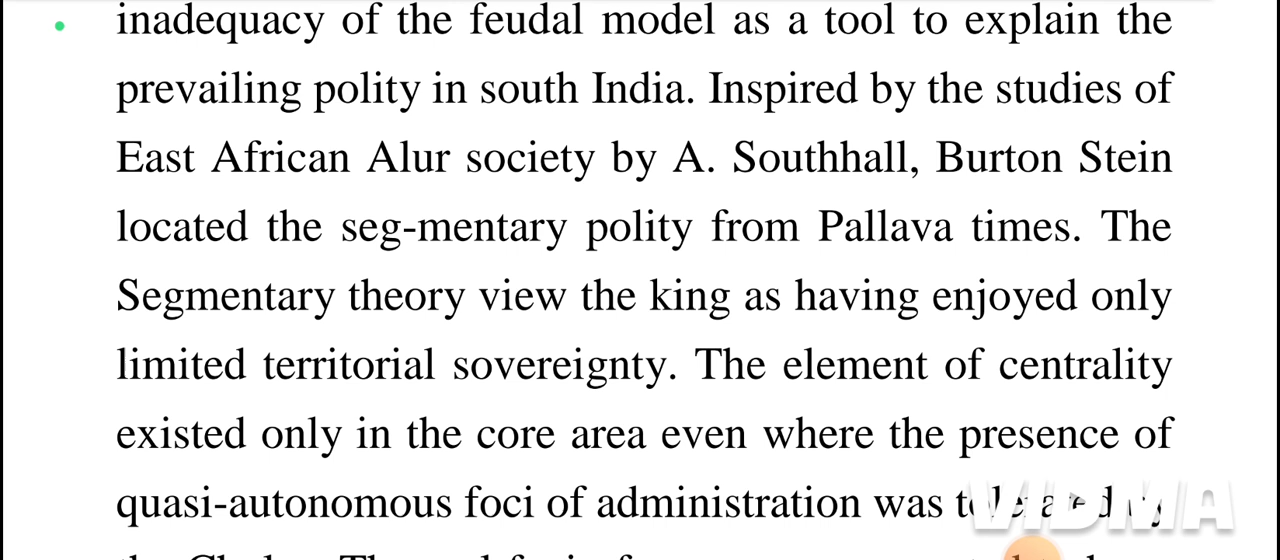 inadequacy of the feudal model as a tool to explain the
prevailing polity in south India. Inspired by the studies of
East African Alur society by A. Southhall, Burton Stein
located the seg-mentary polity from Pallava times. The
Segmentary theory view the king as having enjoyed only
limited territorial sovereignty. The element of centrality
existed only in the core area even where the presence of
quasi-autonomous foci of administration was tolerated by
VIDMA